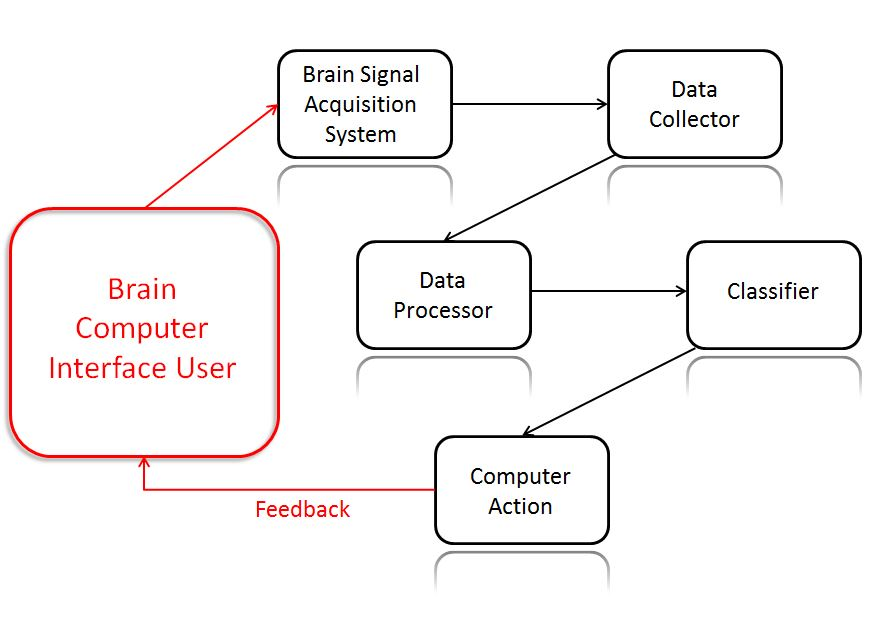 Brain Signal
Acquisition
System
Data
Collector
Brain
Computer
Interface User
Data
Processor
Classifier
Computer
Action
Feedback